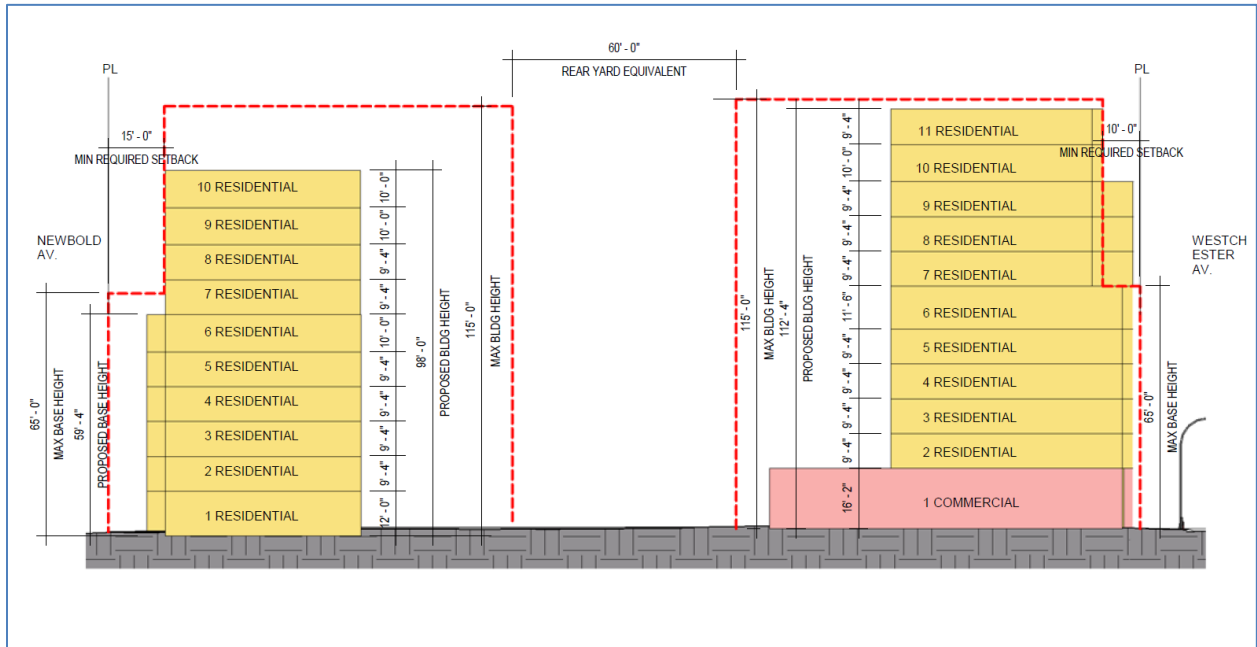 60' - 0"
REAR YARD EQUIVALENT
PL
PL
15' - 0"
MIN REQUIRED SETBACK
10' - 0"
MIN REQUIRED SETBACK
NEWBOLD
AV.
WESTCH
ESTER
AV.
10 RESIDENTIAL
9 RESIDENTIAL
8 RESIDENTIAL
7 RESIDENTIAL
6 RESIDENTIAL
5 RESIDENTIAL
4 RESIDENTIAL
3 RESIDENTIAL
2 RESIDENTIAL
1 RESIDENTIAL
65' - 0"
MAX BASE HEIGHT
59' - 4"
PROPOSED BASE HEIGHT
10' - 0"
10' - 0"
9' - 4"
9' - 4"
10' - 0"
9' - 4"
9' - 4"
9' - 4"
9' - 4"
12' - 0"
98' - 0"
PROPOSED BLDG HEIGHT
115' - 0"
MAX BLDG HEIGHT
115' - 0"
MAX BLDG HEIGHT
112' - 4"
PROPOSED BLDG HEIGHT
9' - 4"
10' - 0"
9' - 4"
9' - 4"
9' - 4"
11' - 6"
9' - 4"
9' - 4"
9' - 4"
9' - 4"
16' - 2"
11 RESIDENTIAL
10 RESIDENTIAL
9 RESIDENTIAL
8 RESIDENTIAL
7 RESIDENTIAL
6 RESIDENTIAL
5 RESIDENTIAL
4 RESIDENTIAL
3 RESIDENTIAL
2 RESIDENTIAL
1 COMMERCIAL
65' - 0"
MAX BASE HEIGHT